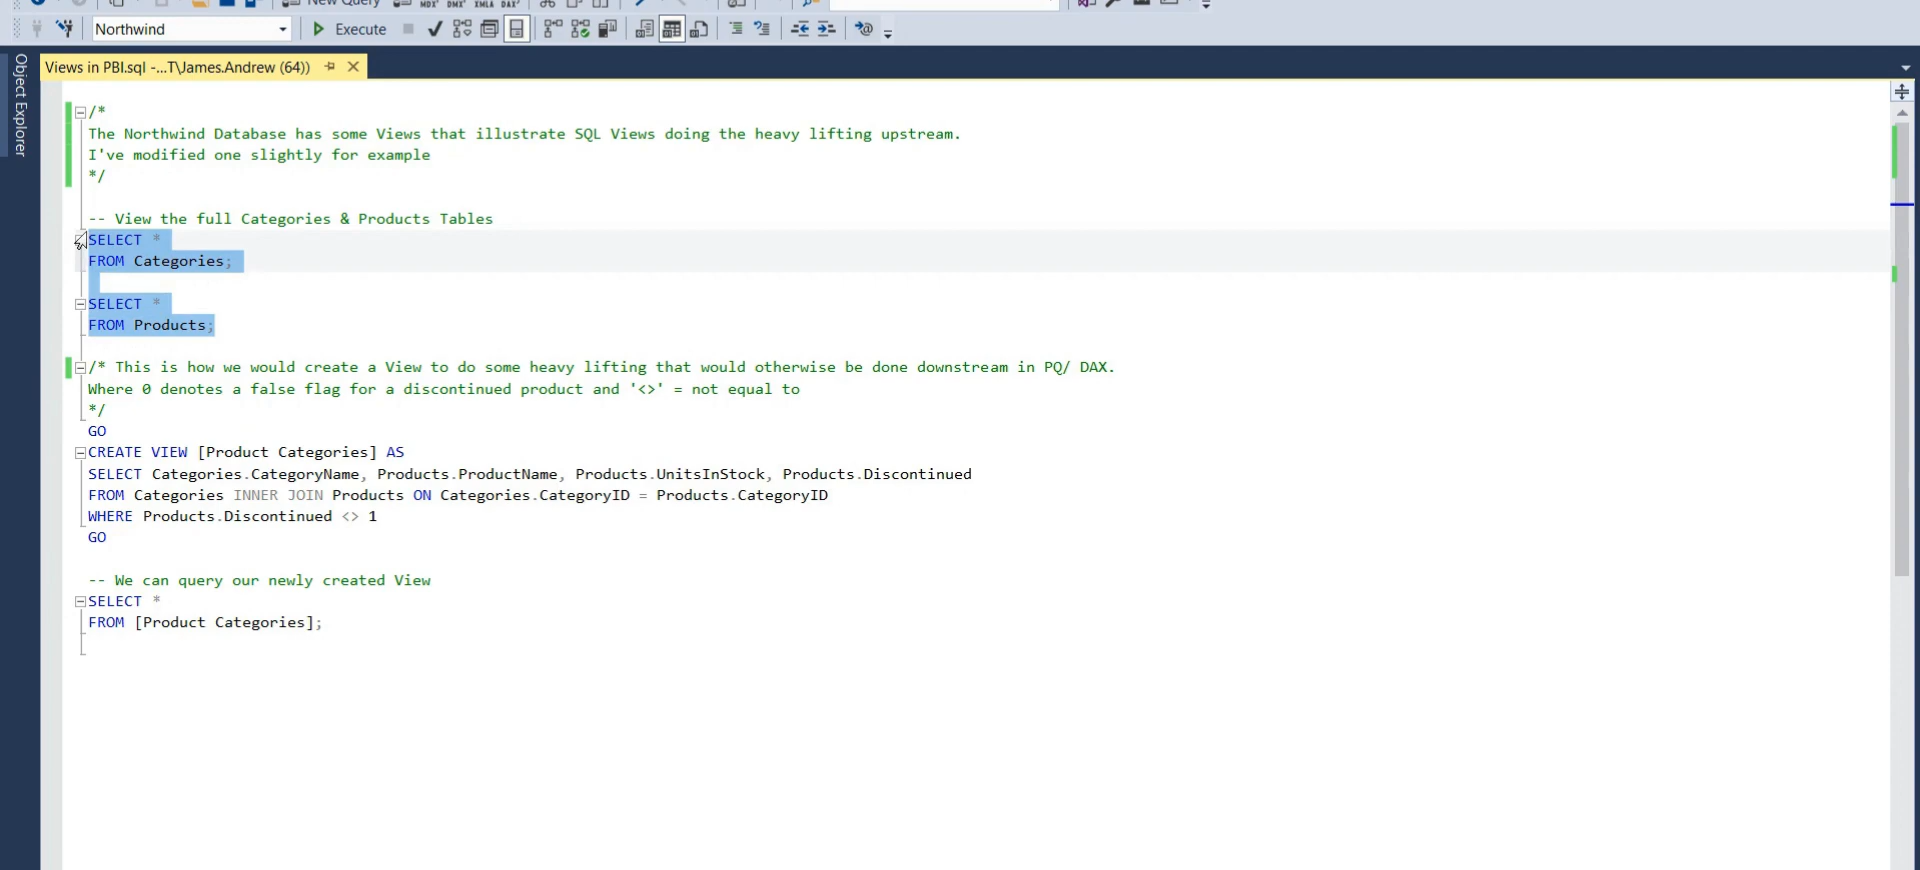 New Query
MDX DMX XMLA DAX
Northwind
Execute
Object Explorer
Views in PBI.sql -...T\James.Andrew (64))
/*
The Northwind Database has some Views that illustrate SQL Views doing the heavy lifting upstream.
I've modified one slightly for example
*/
-- View the full Categories & Products Tables
SELECT *
FROM Categories;
SELECT *
FROM Products;
/* This is how we would create a View to do some heavy lifting that would otherwise be done downstream in PQ/ DAX.
Where 0 denotes a false flag for a discontinued product and '<>' = not equal to
*/
GO
CREATE VIEW [Product Categories] AS
SELECT Categories.CategoryName, Products.ProductName, Products.UnitsInStock, Products.Discontinued
FROM Categories INNER JOIN Products ON Categories.CategoryID = Products.CategoryID
WHERE Products.Discontinued <> 1
GO
-- We can query our newly created View
SELECT *
FROM [Product Categories];